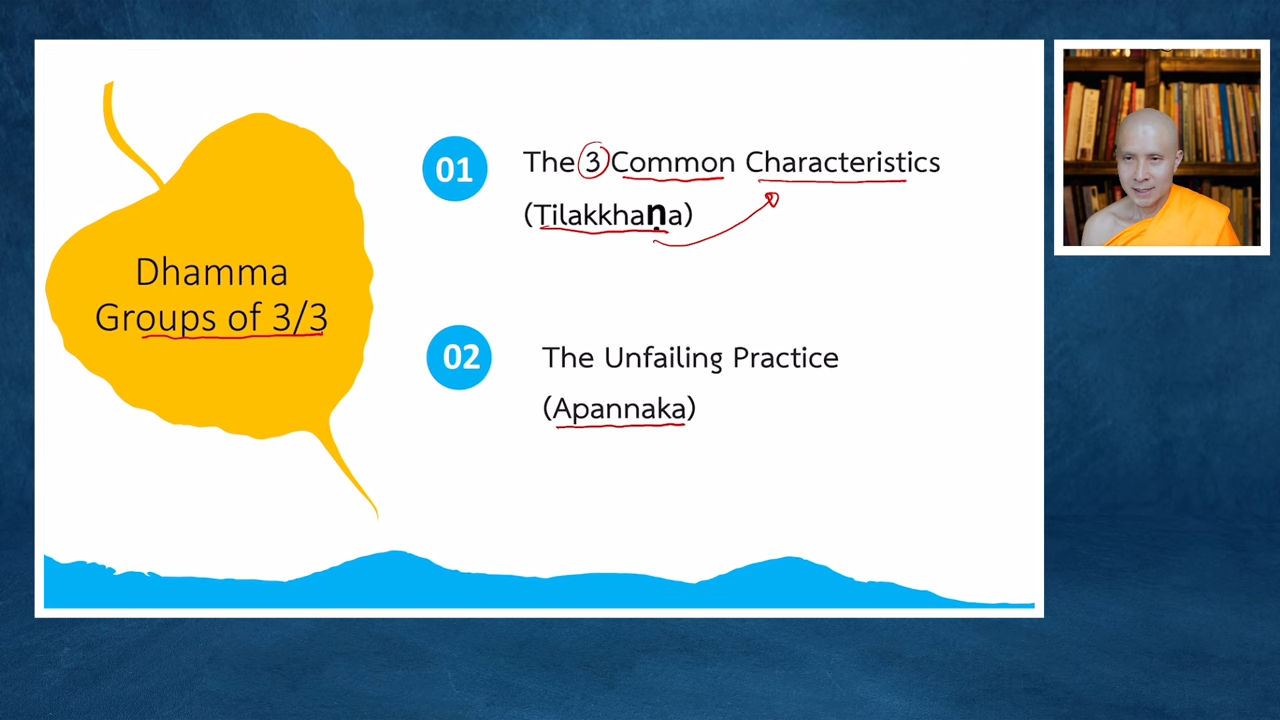 Dhamma
Groups of 3/3
01
The 3 Common Characteristics
(Tilakkhaṇa)
02
The Unfailing Practice
(Apannaka)